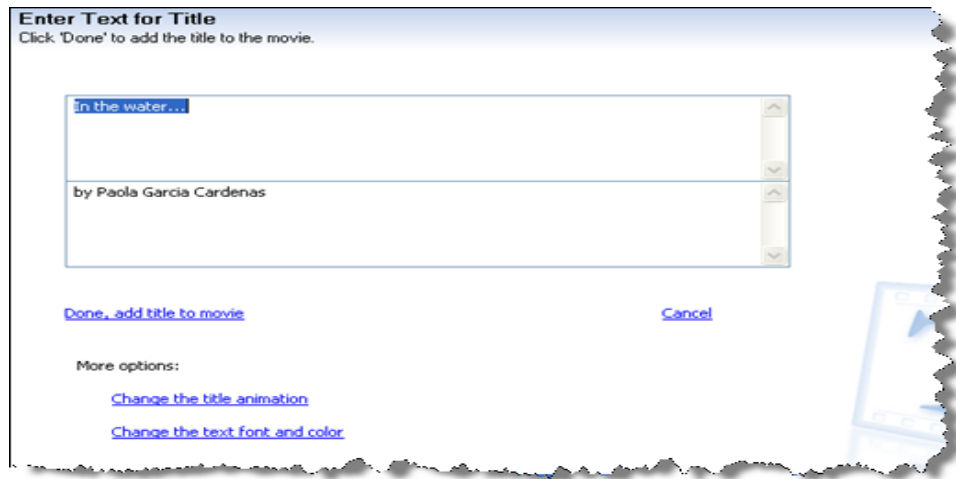 Enter Text for Title
Click 'Done' to add the title to the movie.
In the water...
by Paola Garcia Cardenas
Done, add title to movie
Cancel
More options:
Change the title animation
Change the text font and color